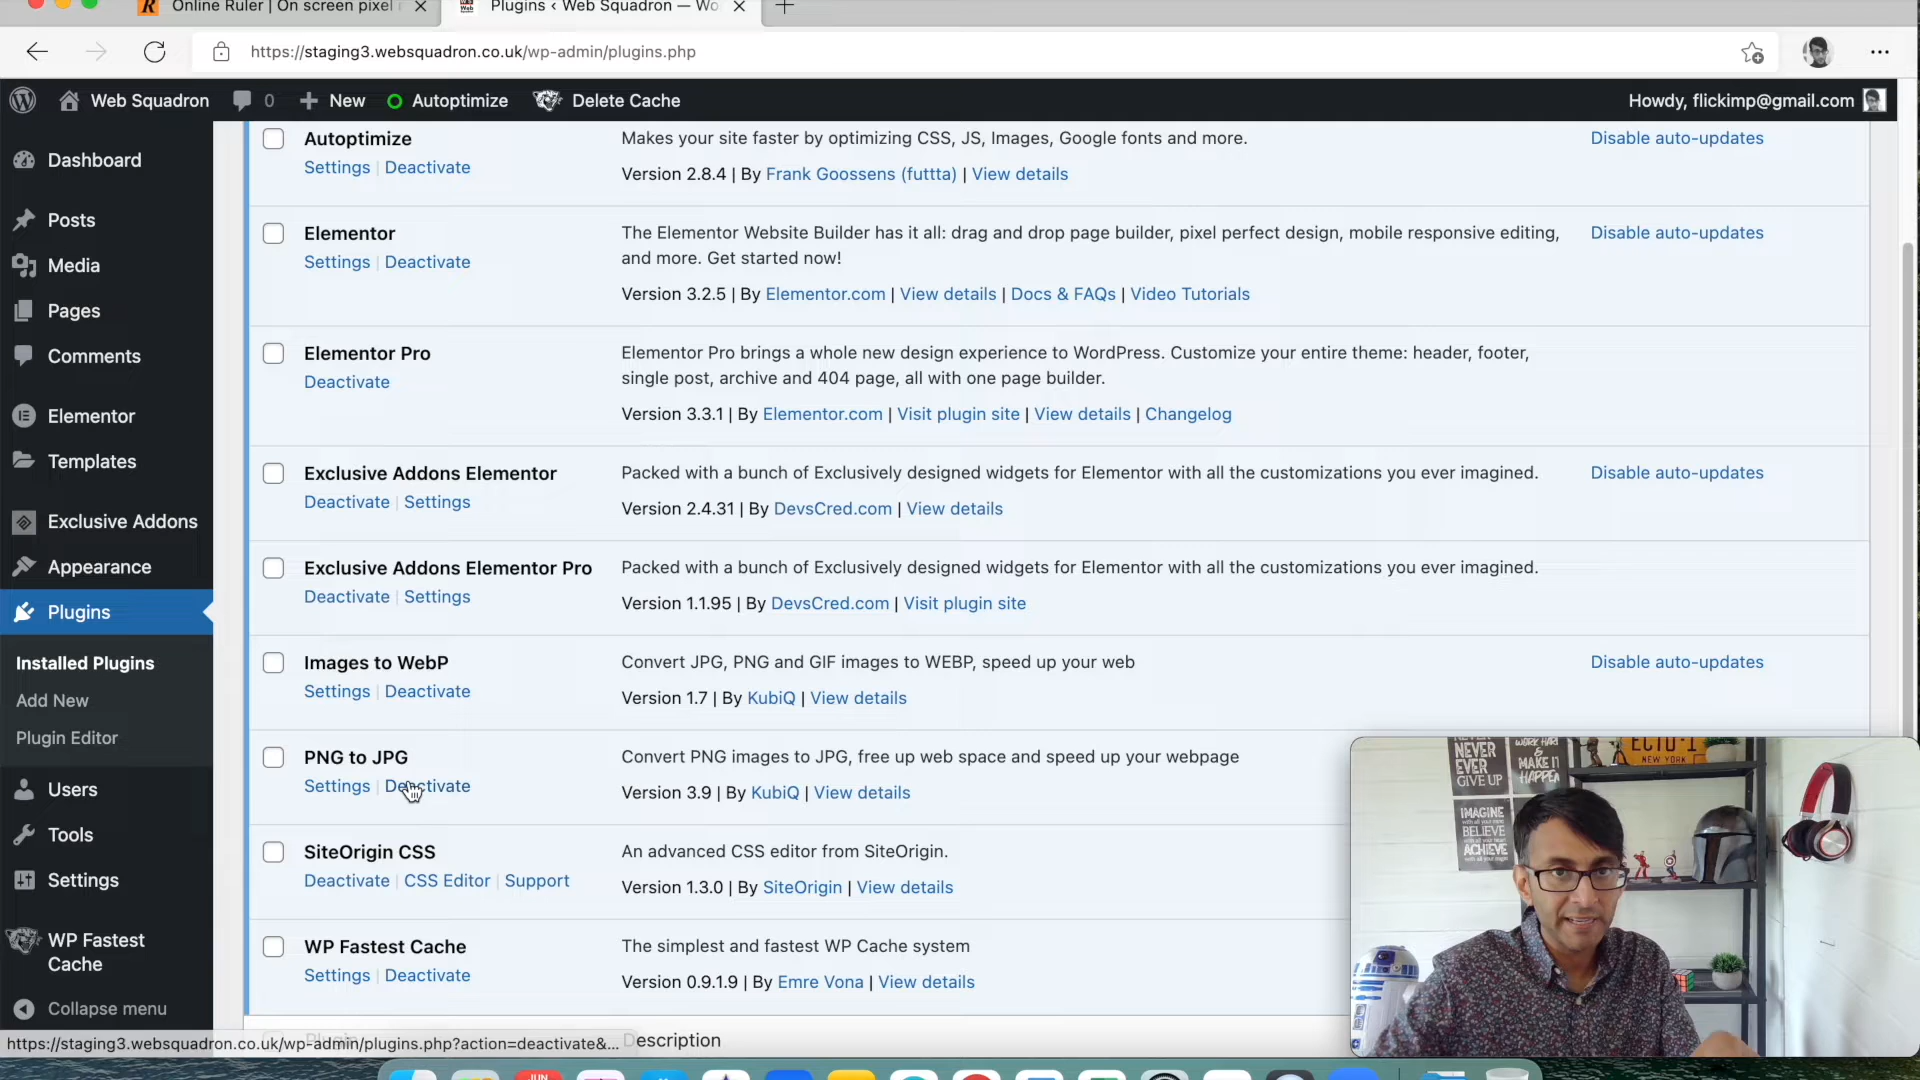 Online Ruler | On screen pixel r
Plugins < Web Squadron — Wo
https://staging3.websquadron.co.uk/wp-admin/plugins.php
Web Squadron 0 New Autoptimize Delete Cache
Howdy, flickimp@gmail.com
Dashboard
Posts
Media
Pages
Comments
Elementor
Templates
Exclusive Addons
Appearance
Plugins
Installed Plugins
Add New
Plugin Editor
Users
Tools
Settings
WP Fastest
Cache
Collapse menu
Autoptimize
Settings | Deactivate
Makes your site faster by optimizing CSS, JS, Images, Google fonts and more.
Version 2.8.4 | By Frank Goossens (futtta) | View details
Disable auto-updates
Elementor
Settings | Deactivate
The Elementor Website Builder has it all: drag and drop page builder, pixel perfect design, mobile responsive editing,
and more. Get started now!
Version 3.2.5 | By Elementor.com | View details | Docs & FAQs | Video Tutorials
Disable auto-updates
Elementor Pro
Deactivate
Elementor Pro brings a whole new design experience to WordPress. Customize your entire theme: header, footer,
single post, archive and 404 page, all with one page builder.
Version 3.3.1 | By Elementor.com | Visit plugin site | View details | Changelog
Exclusive Addons Elementor
Deactivate | Settings
Packed with a bunch of Exclusively designed widgets for Elementor with all the customizations you ever imagined.
Version 2.4.31 | By DevsCred.com | View details
Disable auto-updates
Exclusive Addons Elementor Pro
Deactivate | Settings
Packed with a bunch of Exclusively designed widgets for Elementor with all the customizations you ever imagined.
Version 1.1.95 | By DevsCred.com | Visit plugin site
Images to WebP
Settings | Deactivate
Convert JPG, PNG and GIF images to WEBP, speed up your web
Version 1.7 | By KubiQ | View details
Disable auto-updates
PNG to JPG
Settings | Deactivate
Convert PNG images to JPG, free up web space and speed up your webpage
Version 3.9 | By KubiQ | View details
SiteOrigin CSS
Deactivate | CSS Editor | Support
An advanced CSS editor from SiteOrigin.
Version 1.3.0 | By SiteOrigin | View details
WP Fastest Cache
Settings | Deactivate
The simplest and fastest WP Cache system
Version 0.9.1.9 | By Emre Vona | View details
Description
https://staging3.websquadron.co.uk/wp-admin/plugins.php?action=deactivate&...
JUN
NEVER
NEVER
EVER
GIVE UP
WORK HARD
MAKE IT
HAPPEN
IMAGINE
BELIEVE
ACHIEVE
ECTO-1
NEW YORK